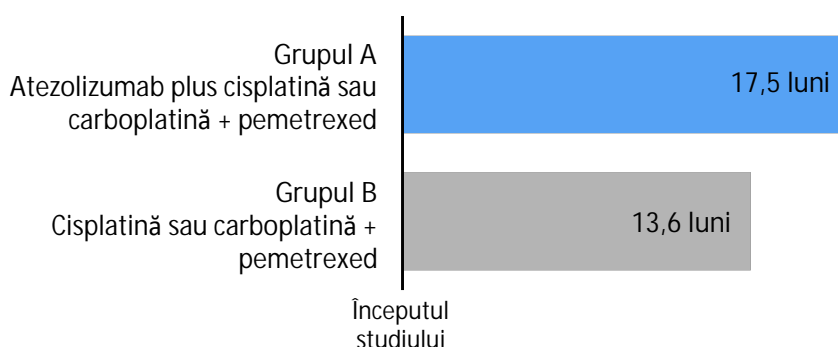 Grupul A
Atezolizumab plus cisplatină sau
carboplatină + pemetrexed
17,5 luni
Grupul B
Cisplatină sau carboplatină +
pemetrexed
13,6 luni
Începutul
studiului